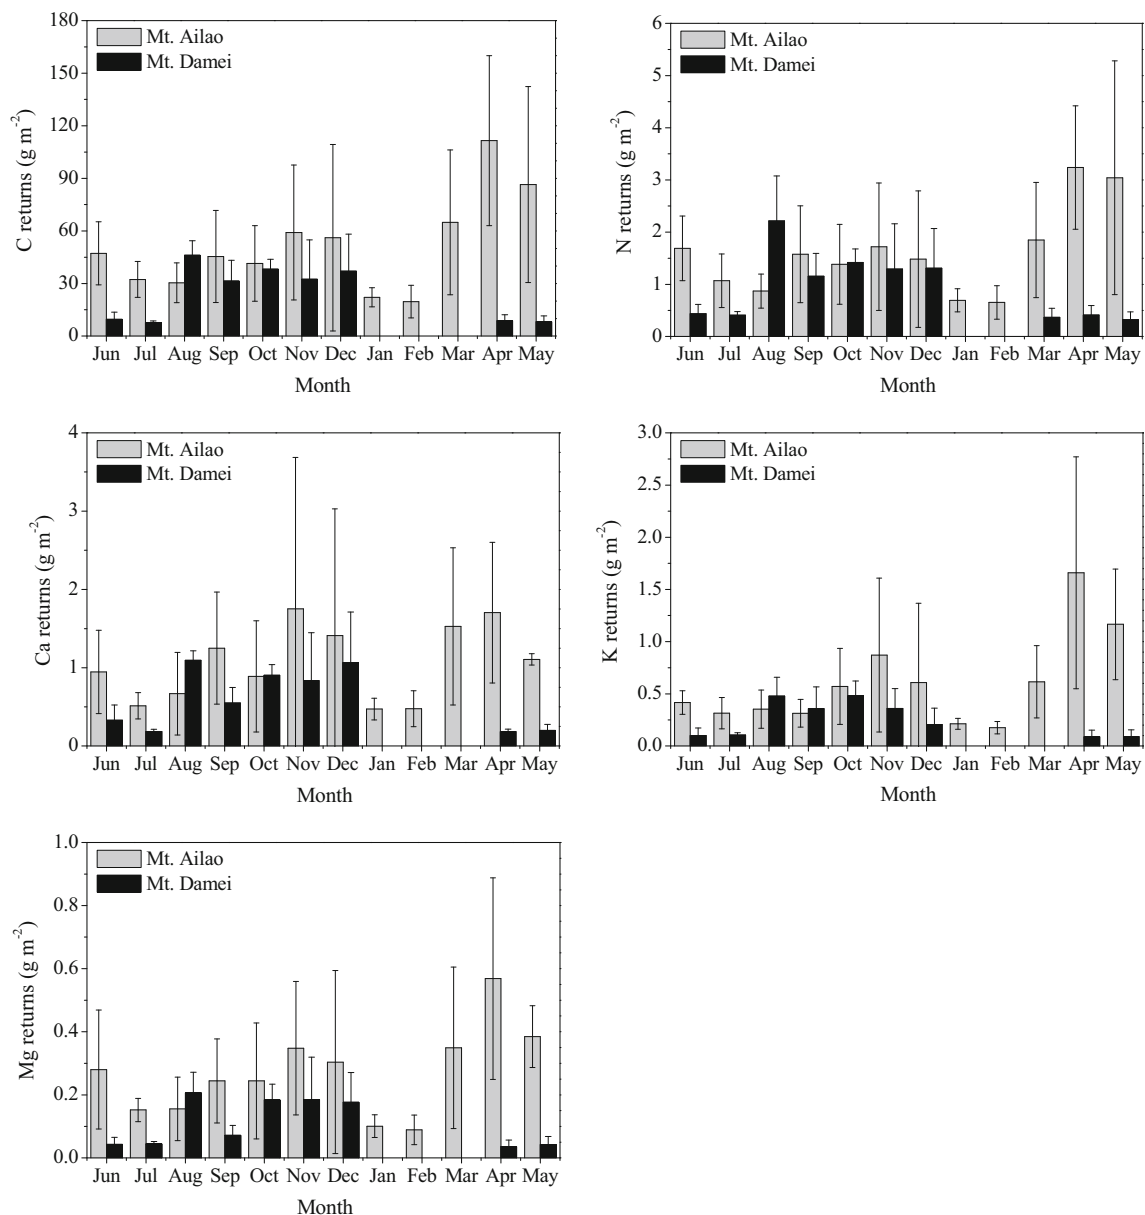 C returns (g m-2)
180
150
120
90
60
30
0
Mt. Ailao
Mt. Damei
Jun Jul Aug Sep Oct Nov Dec Jan Feb Mar Apr May
Month
N returns (g m-2)
6
5
4
3
2
1
0
Mt. Ailao
Mt. Damei
Jun Jul Aug Sep Oct Nov Dec Jan Feb Mar Apr May
Month
Ca returns (g m-2)
4
3
2
1
0
Mt. Ailao
Mt. Damei
Jun Jul Aug Sep Oct Nov Dec Jan Feb Mar Apr May
Month
K returns (g m-2)
3.0
2.5
2.0
1.5
1.0
0.5
0.0
Mt. Ailao
Mt. Damei
Jun Jul Aug Sep Oct Nov Dec Jan Feb Mar Apr May
Month
Mg returns (g m-2)
1.0
0.8
0.6
0.4
0.2
0.0
Mt. Ailao
Mt. Damei
Jun Jul Aug Sep Oct Nov Dec Jan Feb Mar Apr May
Month